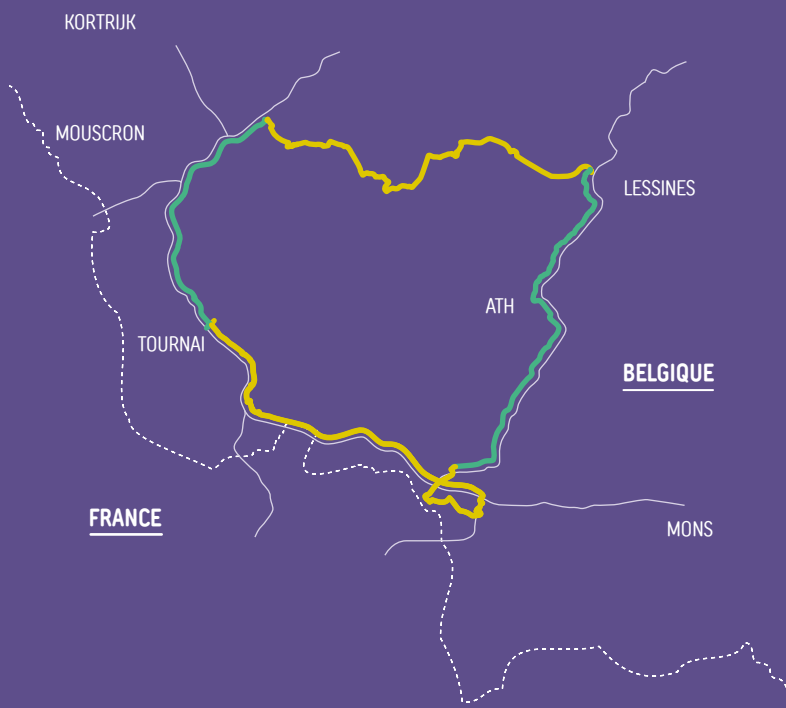 KORTRIJK
MOUSCRON
LESSINES
ATH
TOURNAI
BELGIQUE
FRANCE
MONS